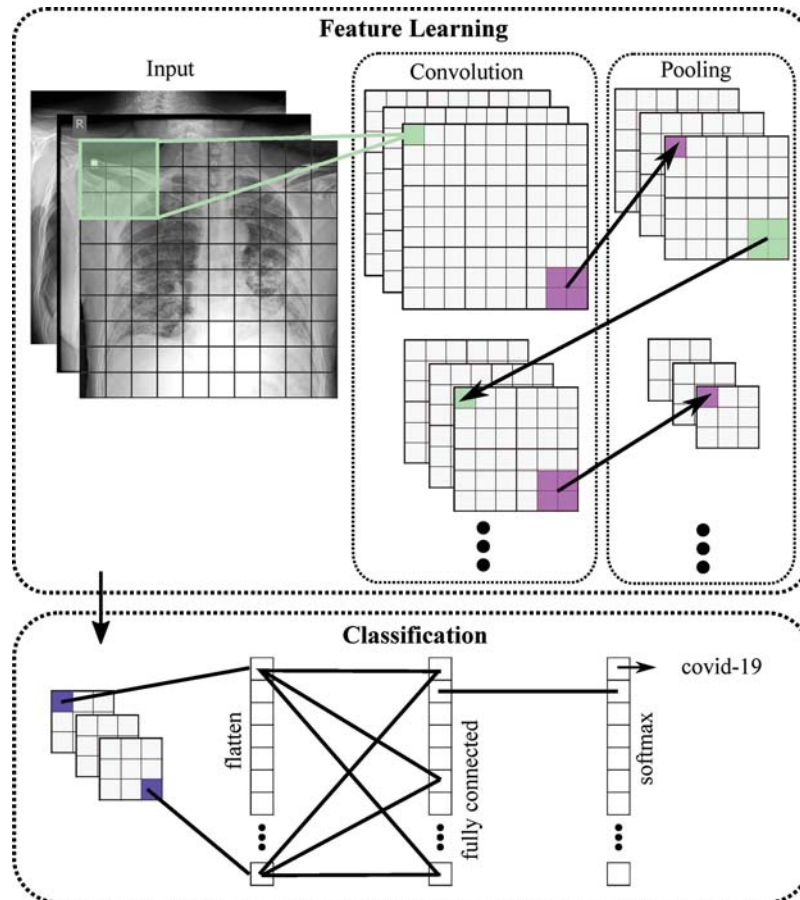 Feature Learning
Input
Convolution
Pooling
R
Classification
flatten
fully connected
softmax
covid-19